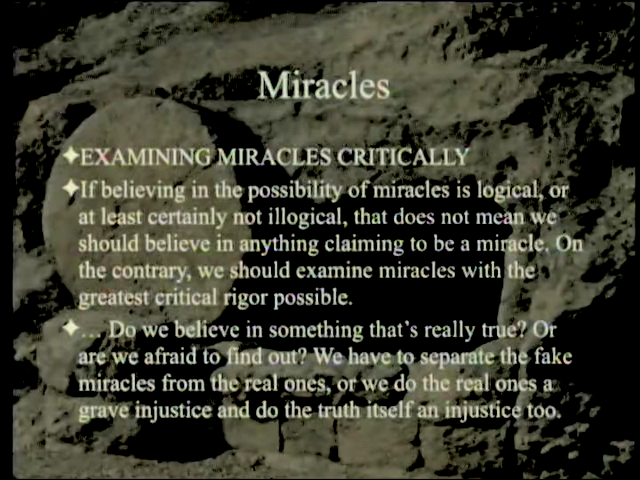 Miracles
✦EXAMINING MIRACLES CRITICALLY
✦If believing in the possibility of miracles is logical, or
at least certainly not illogical, that does not mean we
should believe in anything claiming to be a miracle. On
the contrary, we should examine miracles with the
greatest critical rigor possible.
✦… Do we believe in something that's really true? Or
are we afraid to find out? We have to separate the fake
miracles from the real ones, or we do the real ones a
grave injustice and do the truth itself an injustice too.